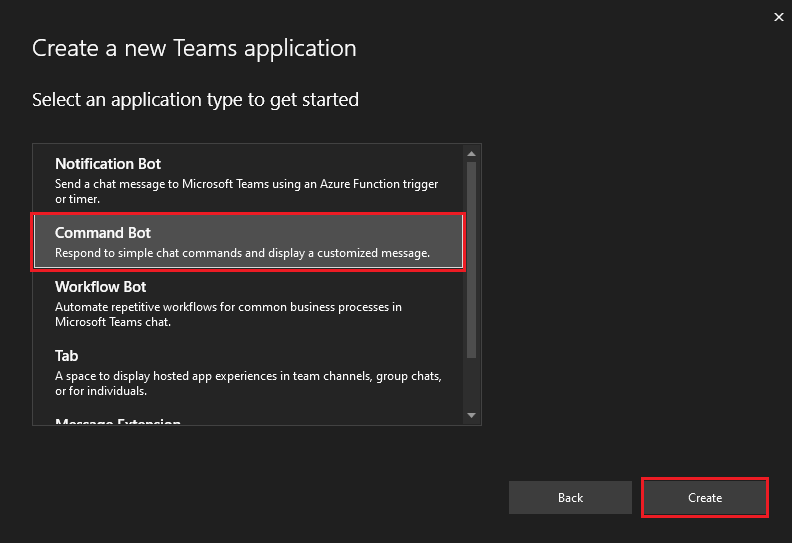 Create a new Teams application
Select an application type to get started
Notification Bot
Send a chat message to Microsoft Teams using an Azure Function trigger
or timer.
Command Bot
Respond to simple chat commands and display a customized message.
Workflow Bot
Automate repetitive workflows for common business processes in
Microsoft Teams chat.
Tab
A space to display hosted app experiences in team channels, group chats,
or for individuals.
Message Extension
Back
Create